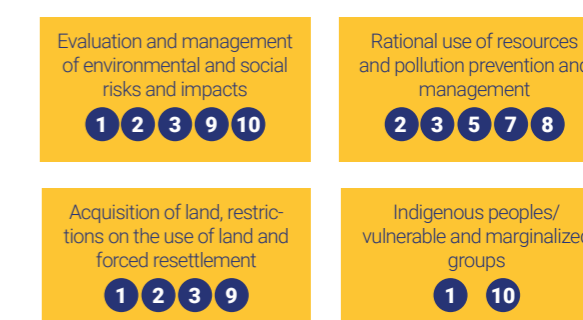 Evaluation and management
of environmental and social
risks and impacts
1 2 3 9 10
Rational use of resources
and pollution prevention and
management
2 3 5 7 8
Acquisition of land, restric-
tions on the use of land and
forced resettlement
1 2 3 9
Indigenous peoples/
vulnerable and marginalized
groups
1 10